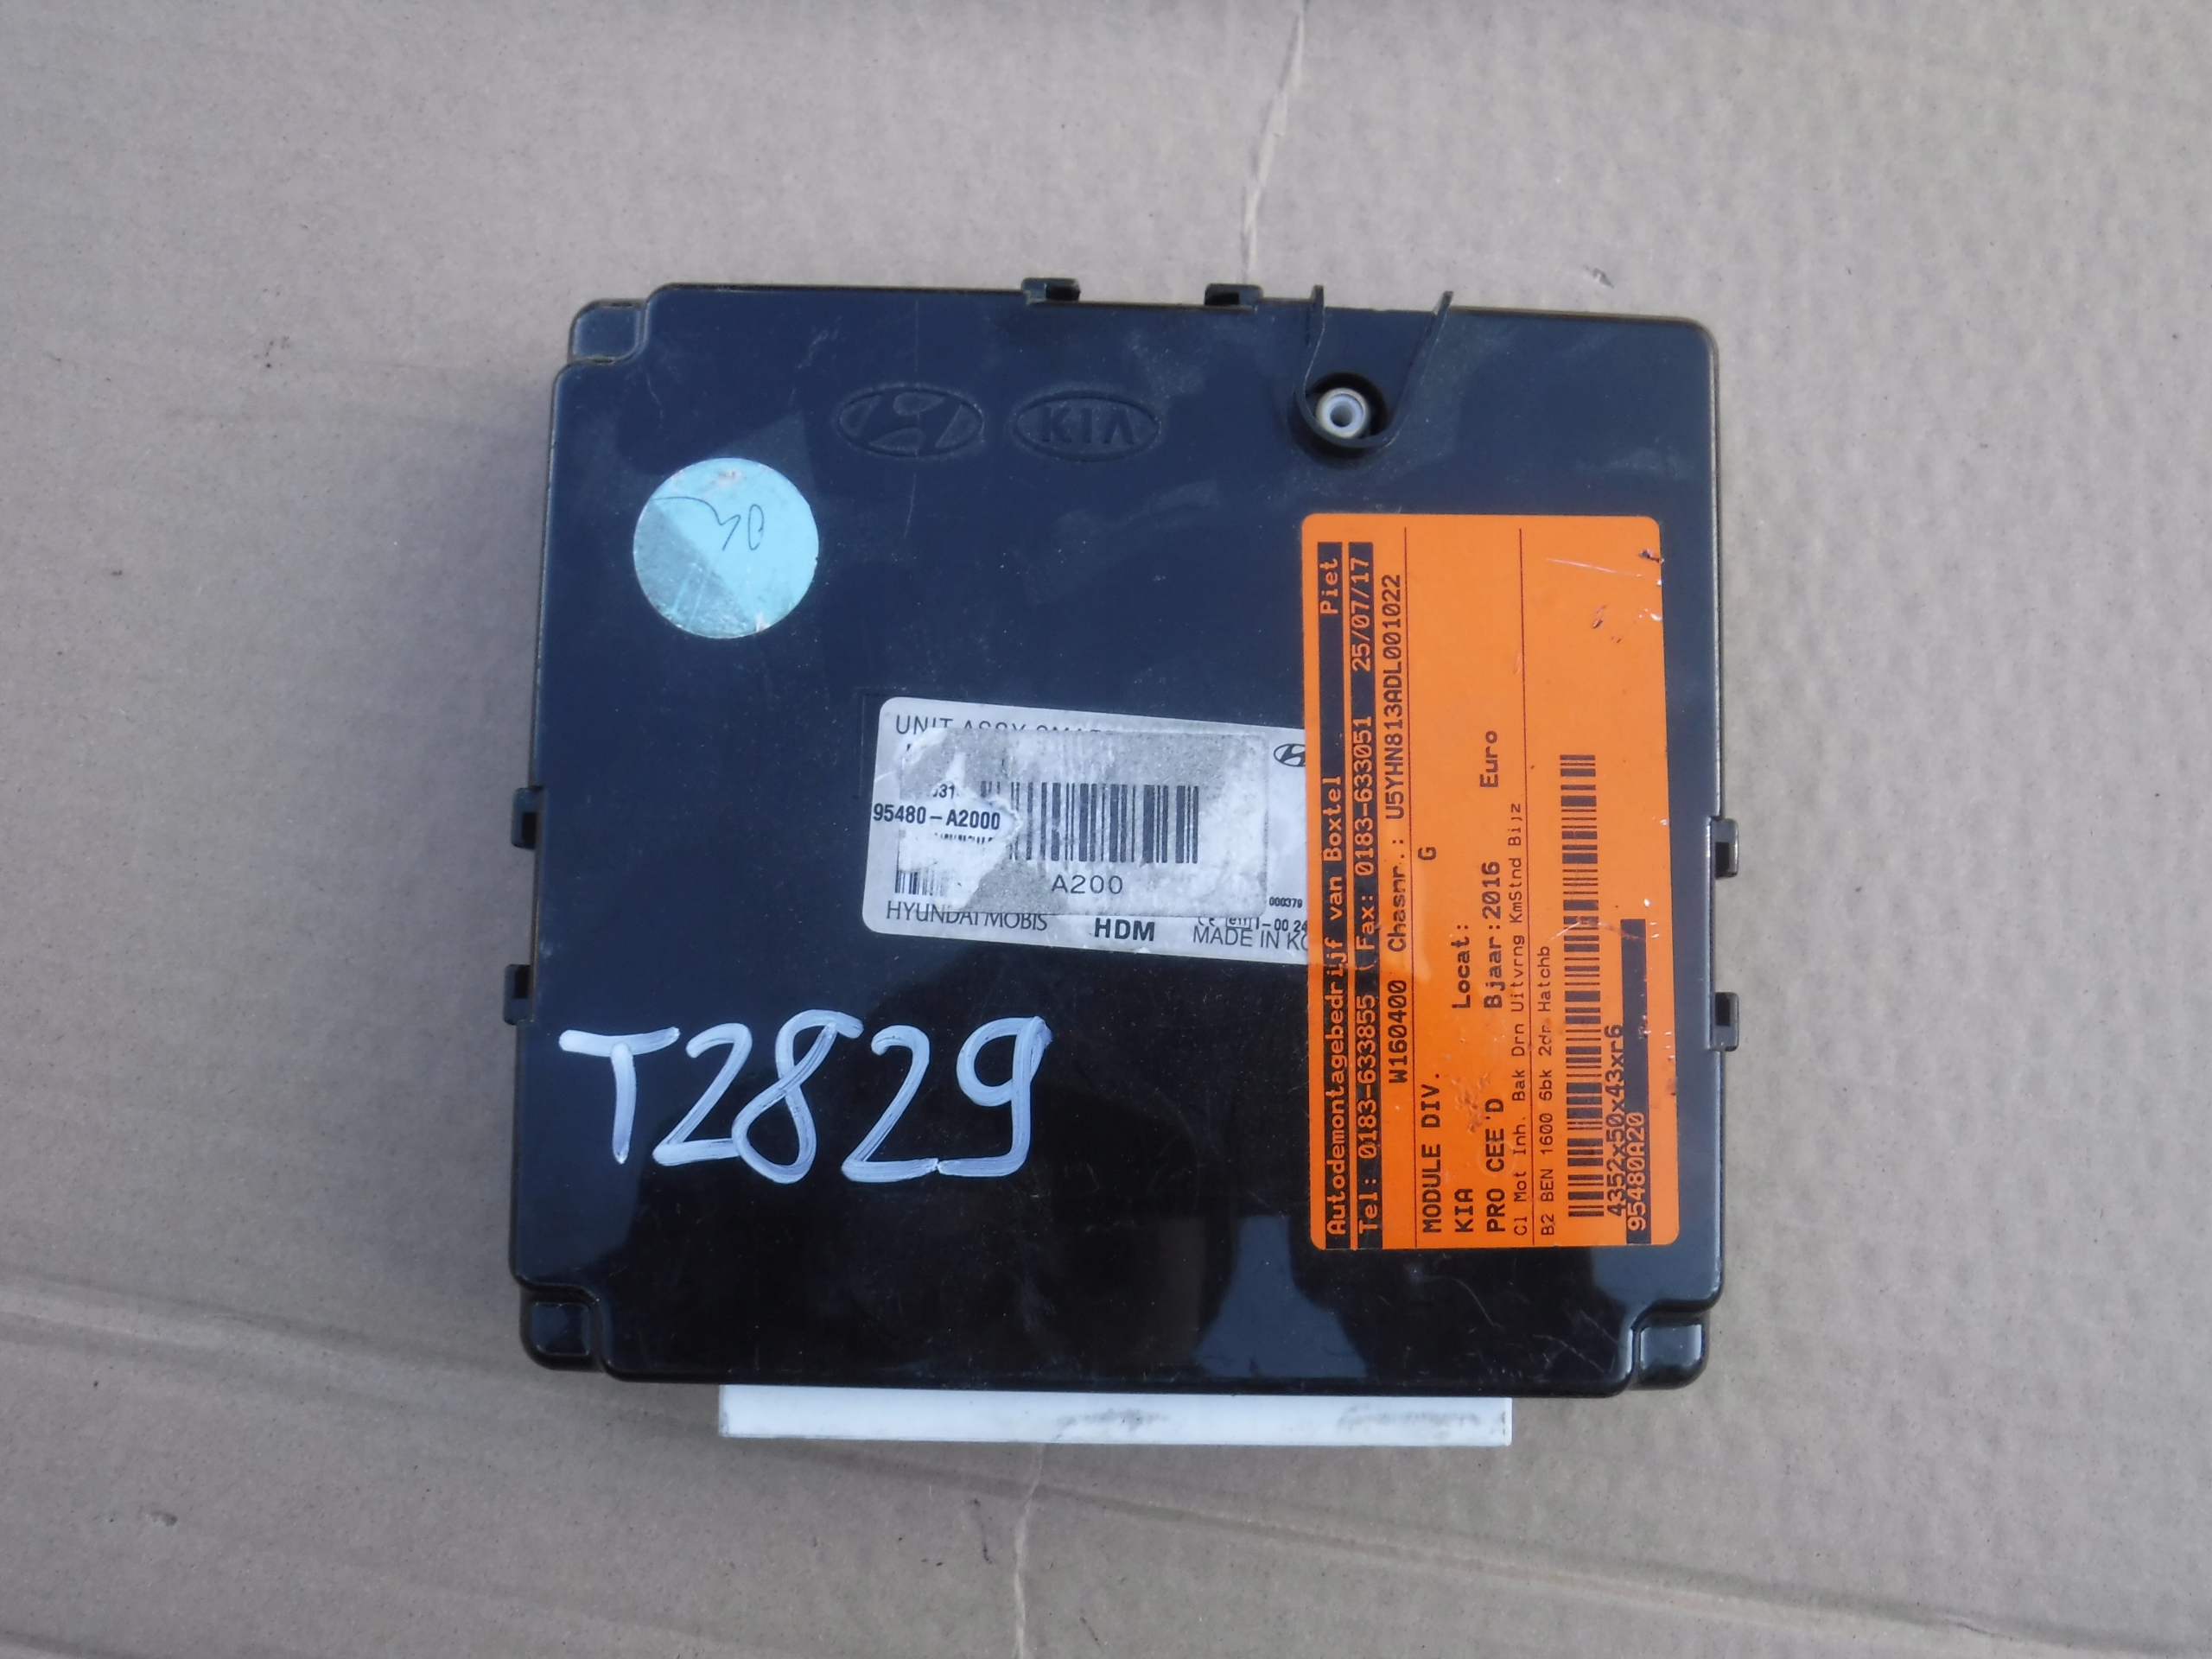 KIA
UNIT ASSY
95480-A2000
A200
000379
HYUNDAI MOBIS
HDM
MADE IN
T2829
Autodemontagebedrijf van Boxtel Piet
Tel: 0183-633855 ( Fax: 0183-633051 25/07/17
W160400 Chasnr.: U5YHN813ADL001022
MODULE DIV. G
KIA Locat:
PRO CEE'D Bjaar:2016 Euro
Cl Mot Inh. Bak Drn Uitvrng KmStnd Bijz
B2 BEN 1600 6bk 2dr Hatchb
4352x50x43xr6
95480A20